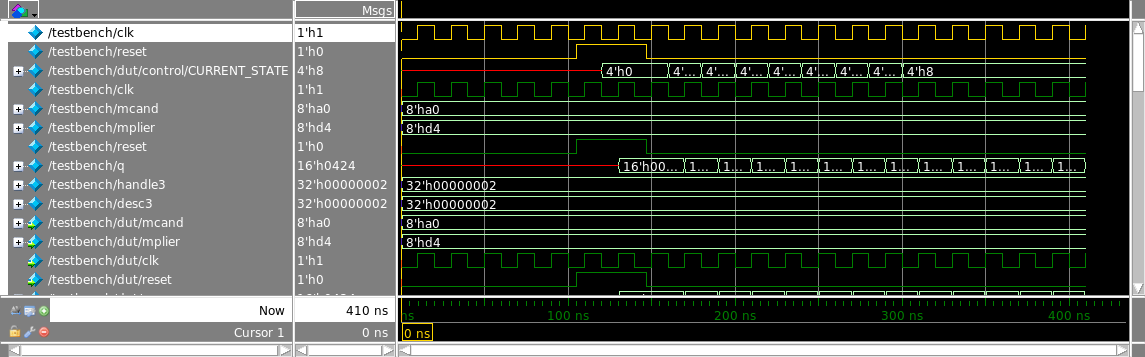 Msgs
/testbench/clk 1'h1
/testbench/reset 1'h0
/testbench/dut/control/CURRENT_STATE 4'h8 4'h0 4'... 4'... 4'... 4'... 4'... 4'... 4'... 4'h8
/testbench/clk 1'h1
/testbench/mcand 8'ha0 8'ha0
/testbench/mplier 8'hd4 8'hd4
/testbench/reset 1'h0
/testbench/q 16'h0424 16'h00... 1... 1... 1... 1... 1... 1... 1... 1... 1... 1... 1... 1...
/testbench/handle3 32'h00000002 32'h00000002
/testbench/desc3 32'h00000002 32'h00000002
/testbench/dut/mcand 8'ha0 8'ha0
/testbench/dut/mplier 8'hd4 8'hd4
/testbench/dut/clk 1'h1
/testbench/dut/reset 1'h0
Now 410 ns ns 100 ns 200 ns 300 ns 400 ns
Cursor 1 0 ns 0 ns